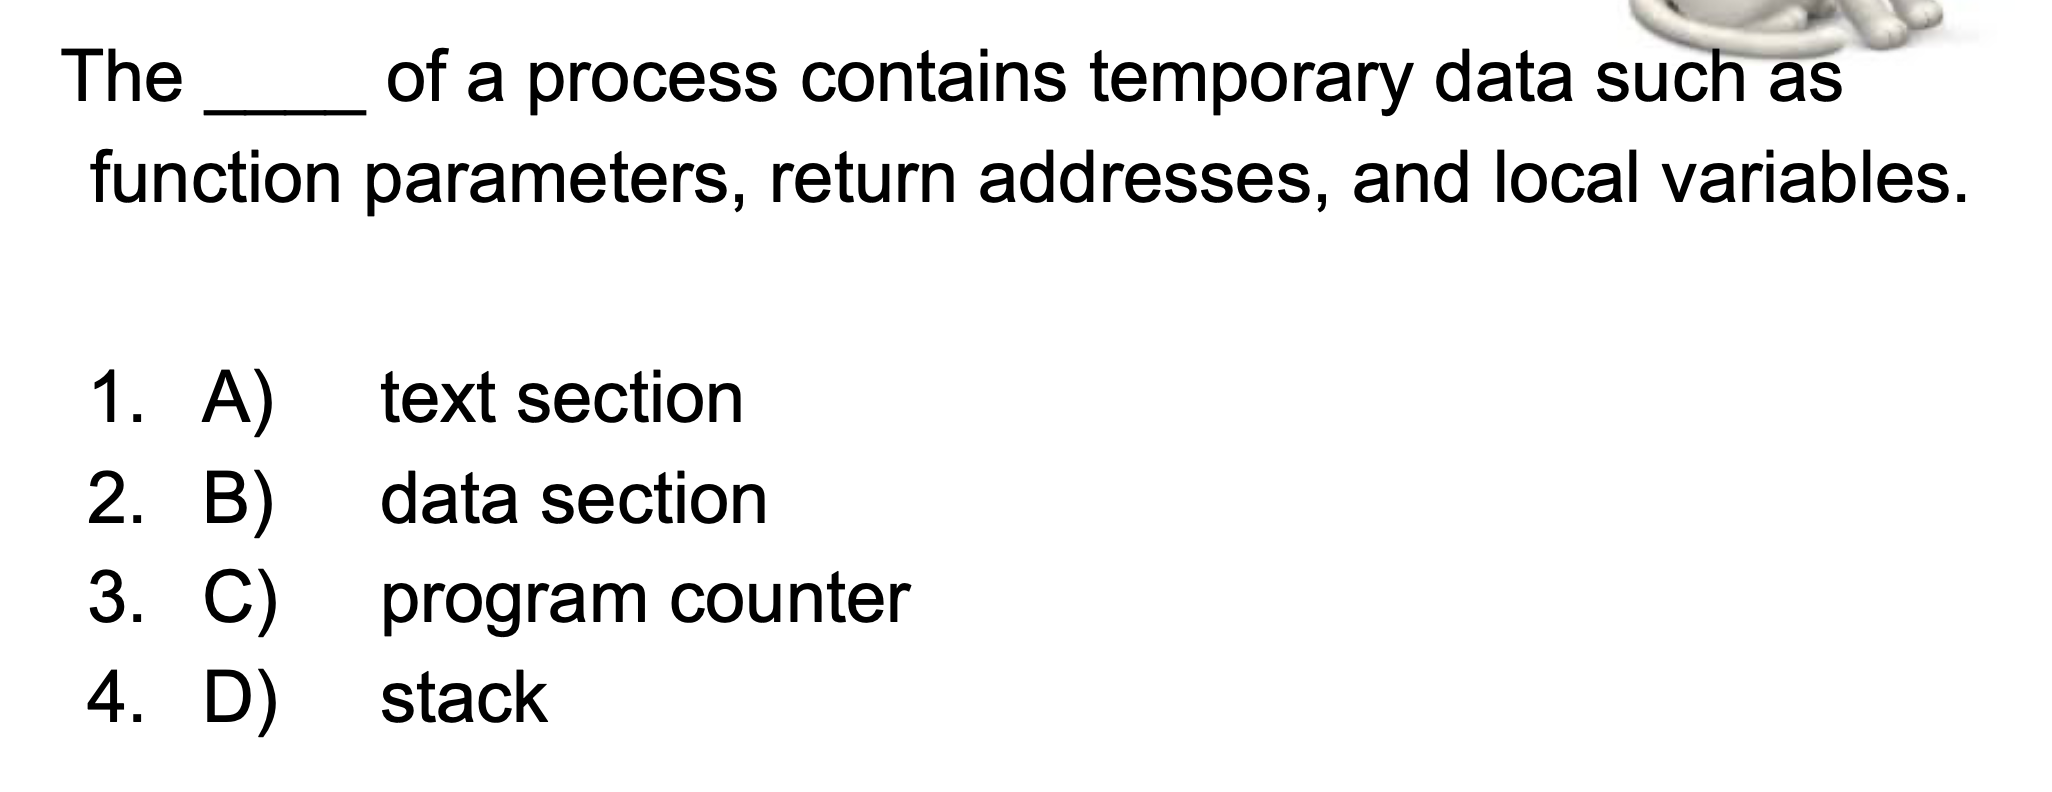 The ____ of a process contains temporary data such as
function parameters, return addresses, and local variables.
1. A) text section
2. B) data section
3. C) program counter
4. D) stack